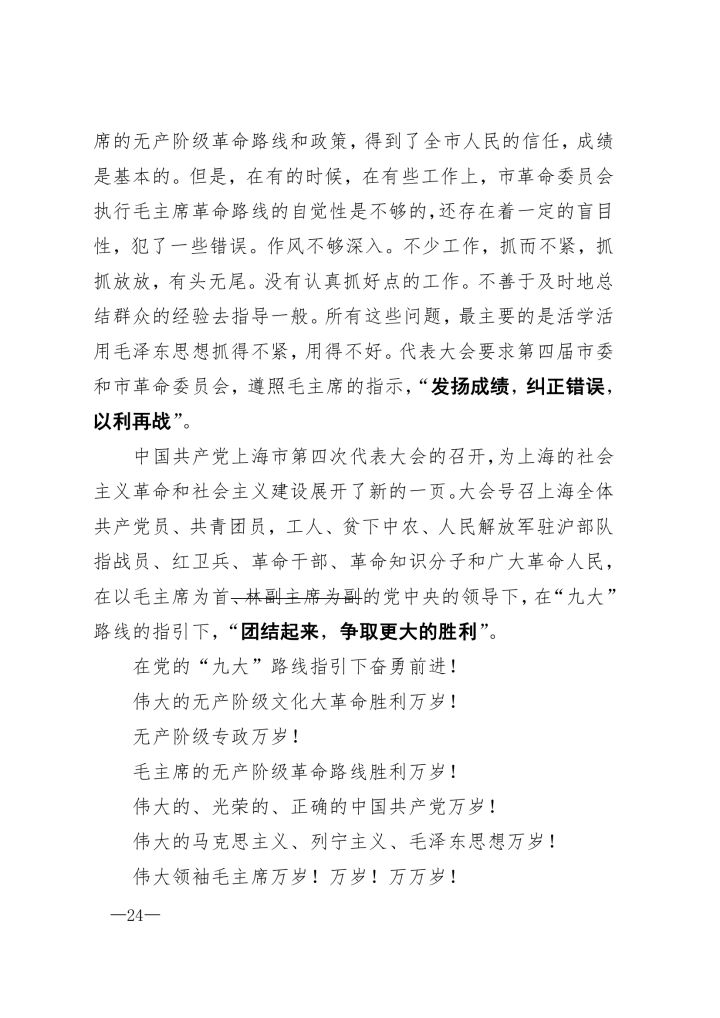 席的无产阶级革命路线和政策，得到了全市人民的信任，成绩
是基本的。但是，在有的时候，在有些工作上，市革命委员会
执行毛主席革命路线的自觉性是不够的，还存在着一定的盲目
性，犯了一些错误。作风不够深入。不少工作，抓而不紧，抓
抓放放，有头无尾。没有认真抓好点的工作。不善于及时地总
结群众的经验去指导一般。所有这些问题，最主要的是活学活
用毛泽东思想抓得不紧，用得不好。代表大会要求第四届市委
和市革命委员会，遵照毛主席的指示，“发扬成绩，纠正错误，
以利再战”。
中国共产党上海市第四次代表大会的召开，为上海的社会
主义革命和社会主义建设展开了新的一页。大会号召上海全体
共产党员、共青团员，工人、贫下中农、人民解放军驻沪部队
指战员、红卫兵、革命干部、革命知识分子和广大革命人民，
在以毛主席为首、林副主席为副的党中央的领导下，在“九大”
路线的指引下，“团结起来，争取更大的胜利”。
在党的“九大”路线指引下奋勇前进！
伟大的无产阶级文化大革命胜利万岁！
无产阶级专政万岁！
毛主席的无产阶级革命路线胜利万岁！
伟大的、光荣的、正确的中国共产党万岁！
伟大的马克思主义、列宁主义、毛泽东思想万岁！
伟大领袖毛主席万岁！万岁！万万岁！
—24—